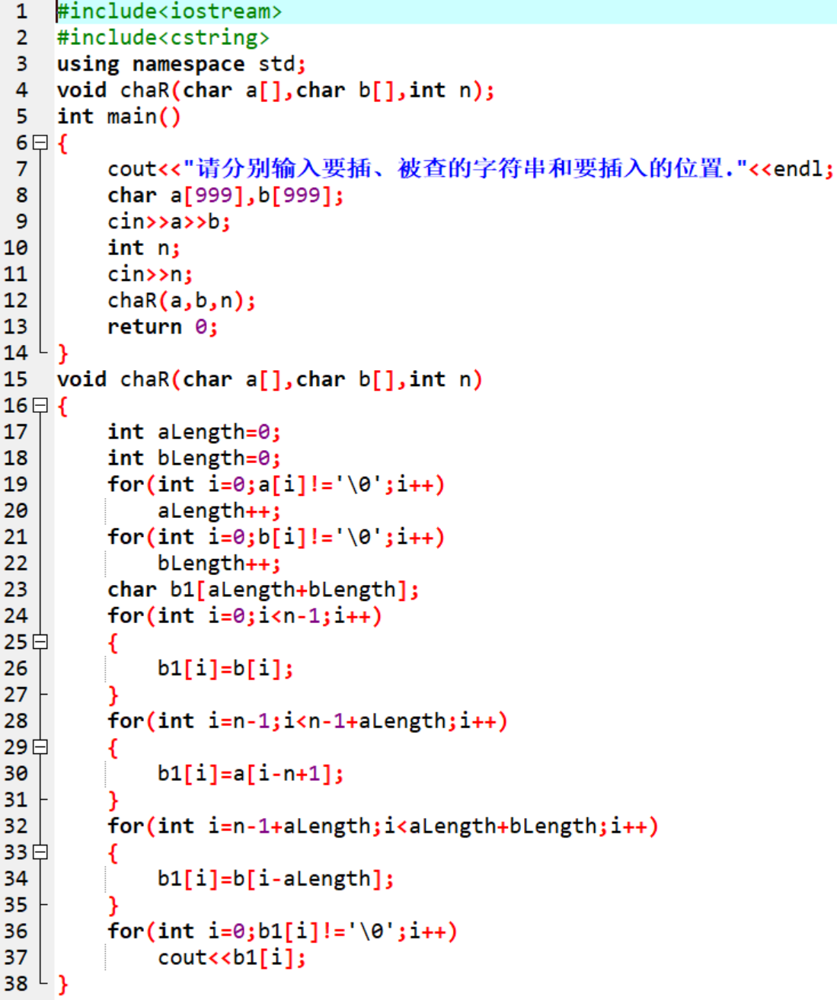 1 #include<iostream>
2 #include<cstring>
3 using namespace std;
4 void chaR(char a[],char b[],int n);
5 int main()
6 {
7 cout<<"请分别输入要插、被查的字符串和要插入的位置."<<endl;
8 char a[999],b[999];
9 cin>>a>>b;
10 int n;
11 cin>>n;
12 chaR(a,b,n);
13 return 0;
14 }
15 void chaR(char a[],char b[],int n)
16 {
17 int aLength=0;
18 int bLength=0;
19 for(int i=0;a[i]!='\0';i++)
20 aLength++;
21 for(int i=0;b[i]!='\0';i++)
22 bLength++;
23 char b1[aLength+bLength];
24 for(int i=0;i<n-1;i++)
25 {
26 b1[i]=b[i];
27 }
28 for(int i=n-1;i<n-1+aLength;i++)
29 {
30 b1[i]=a[i-n+1];
31 }
32 for(int i=n-1+aLength;i<aLength+bLength;i++)
33 {
34 b1[i]=b[i-aLength];
35 }
36 for(int i=0;b1[i]!='\0';i++)
37 cout<<b1[i];
38 }